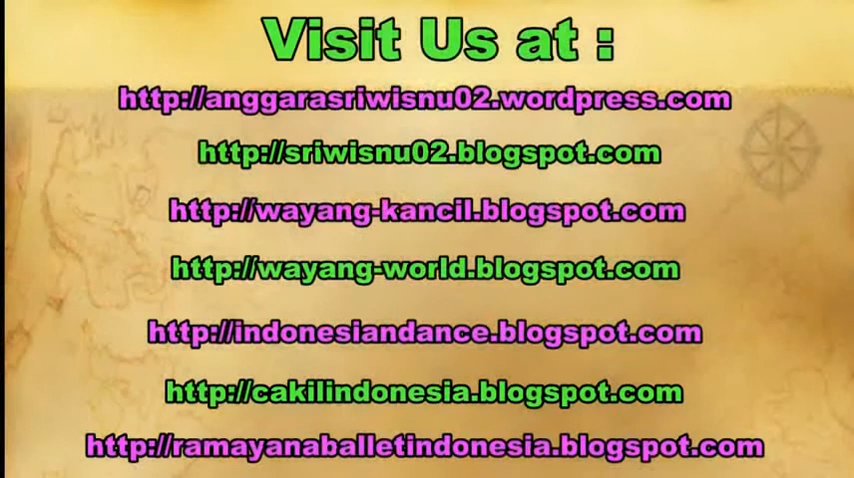 Visit Us at :
http://anggarasriwisnu02.wordpress.com
http://sriwisnu02.blogspot.com
http://wayang-kancil.blogspot.com
http://wayang-world.blogspot.com
http://indonesiandance.blogspot.com
http://cakilindonesia.blogspot.com
http://ramayanaballetindonesia.blogspot.com